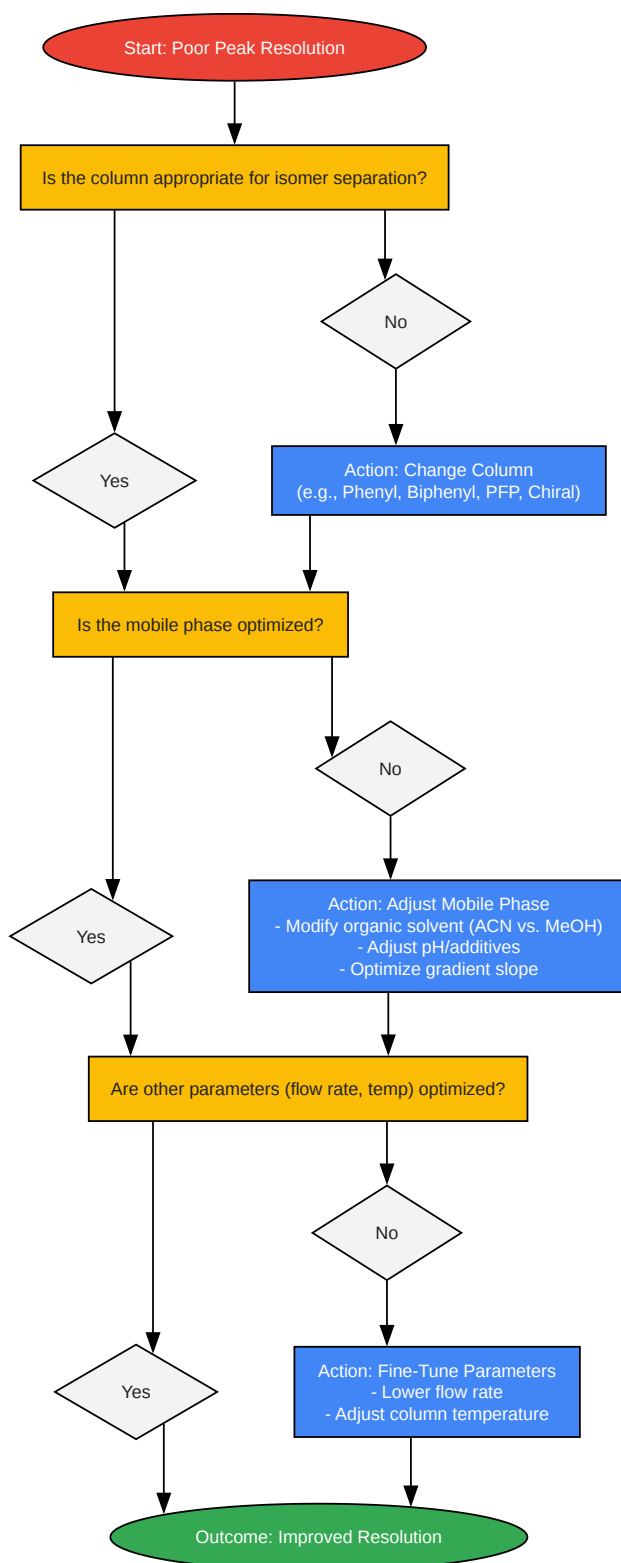 Start: Poor Peak Resolution
Is the column appropriate for isomer separation?
No
Yes
Action: Change Column
(e.g., Phenyl, Biphenyl, PFP, Chiral)
Is the mobile phase optimized?
No
Action: Adjust Mobile Phase
- Modify organic solvent (ACN vs. MeOH)
- Adjust pH/additives
- Optimize gradient slope
Yes
Are other parameters (flow rate, temp) optimized?
No
Action: Fine-Tune Parameters
- Lower flow rate
- Adjust column temperature
Yes
Outcome: Improved Resolution